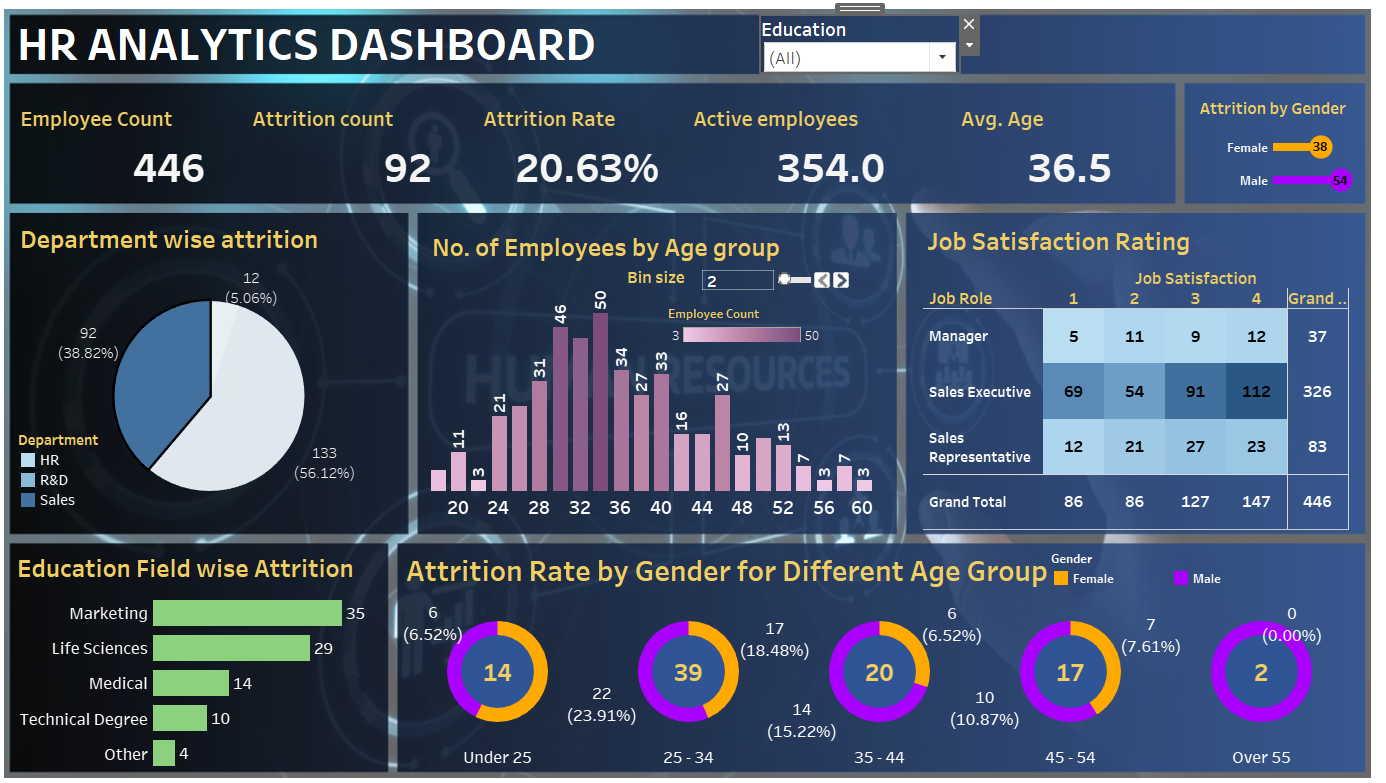 HR ANALYTICS DASHBOARD
Education
(All)
Employee Count
Attrition count
Attrition Rate
Active employees
Avg. Age
446
92
20.63%
354.0
36.5
Attrition by Gender
Female 38
Male 54
Department wise attrition
12
(5.06%)
92
(38.82%)
133
(56.12%)
Department
HR
R&D
Sales
No. of Employees by Age group
Bin size 2
Employee Count
3 50
11 3 21 31 46 50 34 27 33 16 27 10 13 7 3 7 3
20 24 28 32 36 40 44 48 52 56 60
HUMAN RESOURCES
Job Satisfaction Rating
Job Satisfaction
Job Role 1 2 3 4 Grand ..
Manager 5 11 9 12 37
Sales Executive 69 54 91 112 326
Sales
Representative 12 21 27 23 83
Grand Total 86 86 127 147 446
Education Field wise Attrition
Marketing 35
Life Sciences 29
Medical 14
Technical Degree 10
Other 4
Attrition Rate by Gender for Different Age Group
Gender
Female Male
6
(6.52%)
14
Under 25
22
(23.91%)
39
17
(18.48%)
25 - 34
14
(15.22%)
20
6
(6.52%)
35 - 44
10
(10.87%)
17
7
(7.61%)
45 - 54
0
(0.00%)
2
Over 55